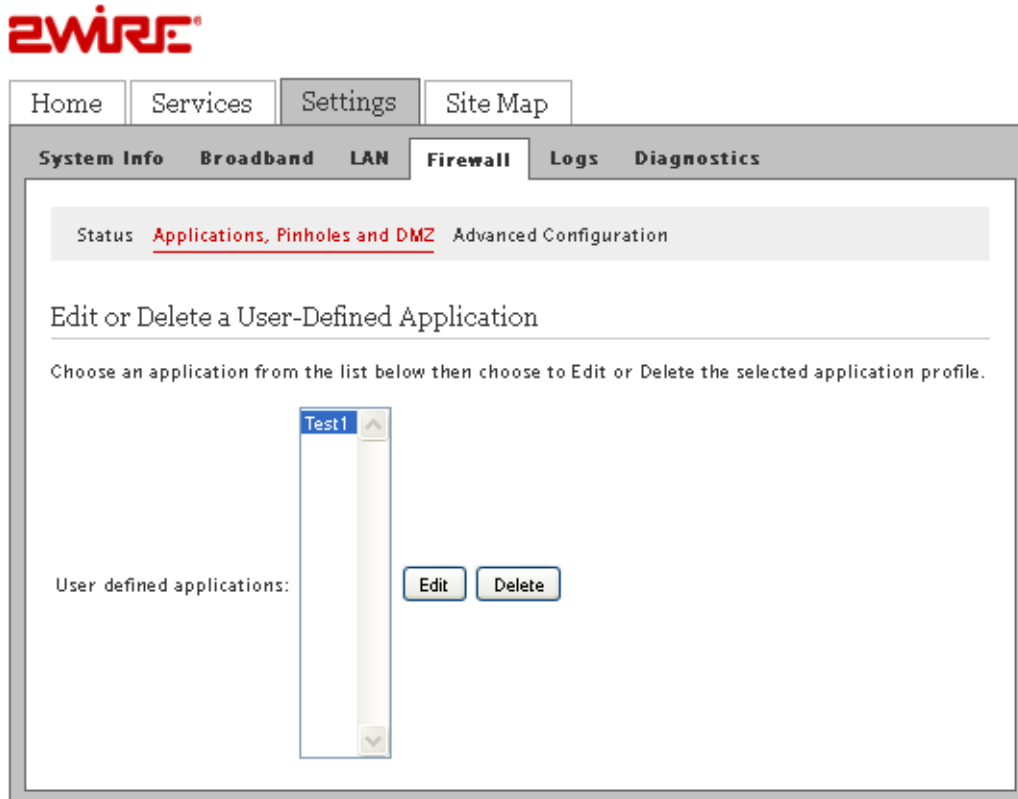 2WIRE®
Home Services Settings Site Map
System Info Broadband LAN Firewall Logs Diagnostics
Status Applications, Pinholes and DMZ Advanced Configuration
Edit or Delete a User-Defined Application
Choose an application from the list below then choose to Edit or Delete the selected application profile.
Test1
User defined applications: Edit Delete